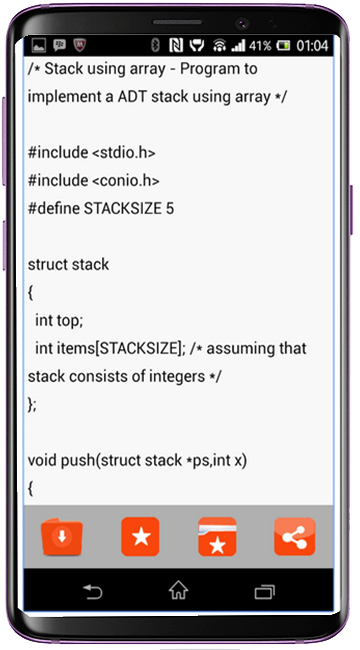 41% 01:04
/* Stack using array - Program to
implement a ADT stack using array */
#include <stdio.h>
#include <conio.h>
#define STACKSIZE 5
struct stack
{
int top;
int items[STACKSIZE]; /* assuming that
stack consists of integers */
};
void push(struct stack *ps,int x)
{